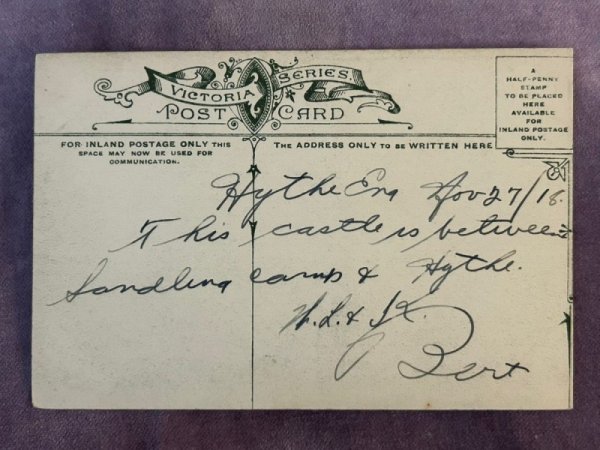 VICTORIA SERIES.
POST CARD
A
HALF-PENNY
STAMP
TO BE PLACED
HERE
AVAILABLE
FOR
INLAND POSTAGE
ONLY.
FOR INLAND POSTAGE ONLY THIS
SPACE MAY NOW BE USED FOR
COMMUNICATION.
THE ADDRESS ONLY TO BE WRITTEN HERE
Hythe Eng Nov 27/16.
This castle is between
Sandling camp & Hythe.
W.L. &
Bert